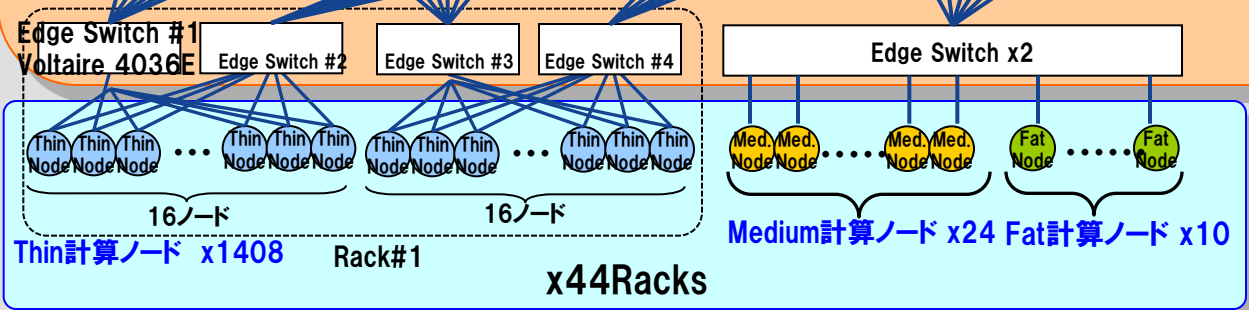 Edge Switch #1
Voltaire 4036E
Edge Switch #2
Edge Switch #3
Edge Switch #4
Edge Switch x2
Thin
Node
Thin
Node
Thin
Node
• • •
Thin
Node
Thin
Node
Thin
Node
Thin
Node
Thin
Node
Thin
Node
• • •
Thin
Node
Thin
Node
Thin
Node
Med.
Node
Med.
Node
• • • • •
Med.
Node
Med.
Node
Fat
Node
• • • • • •
Fat
Node
16ノード
16ノード
Thin計算ノード x1408
Rack#1
Medium計算ノード x24
Fat計算ノード x10
x44Racks